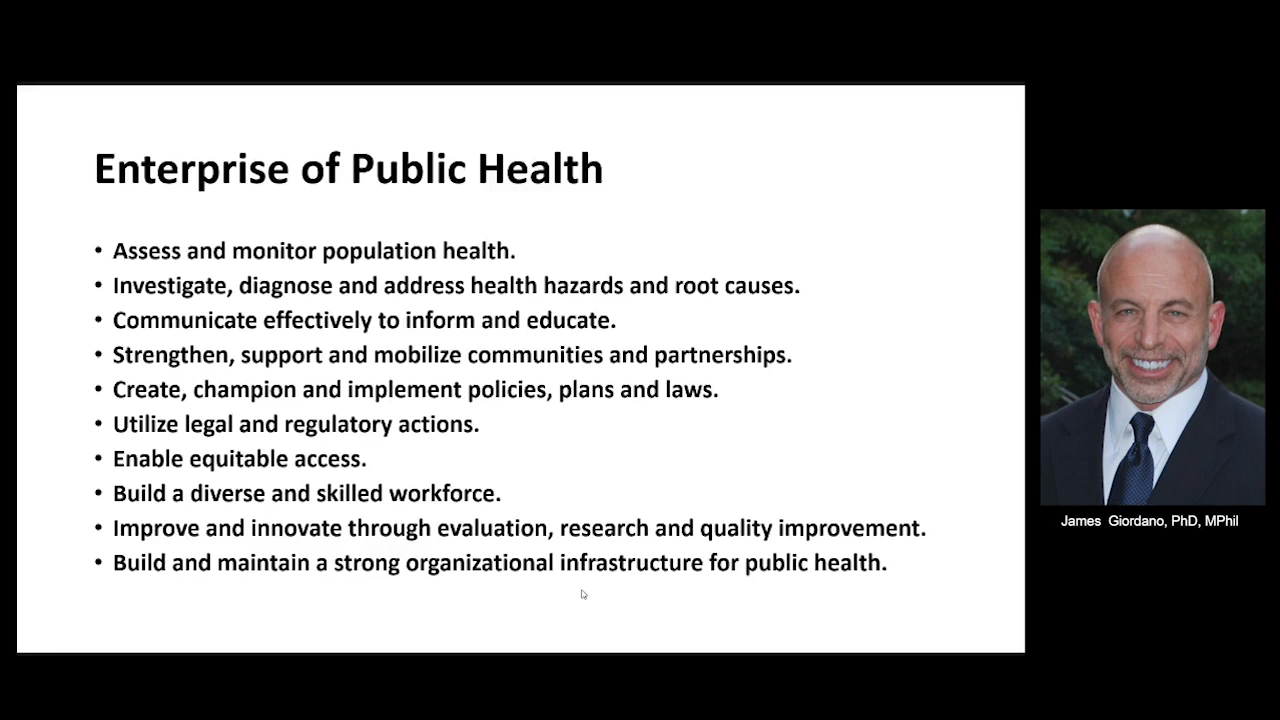 Enterprise of Public Health
• Assess and monitor population health.
• Investigate, diagnose and address health hazards and root causes.
• Communicate effectively to inform and educate.
• Strengthen, support and mobilize communities and partnerships.
• Create, champion and implement policies, plans and laws.
• Utilize legal and regulatory actions.
• Enable equitable access.
• Build a diverse and skilled workforce.
• Improve and innovate through evaluation, research and quality improvement.
• Build and maintain a strong organizational infrastructure for public health.
James Giordano, PhD, MPhil